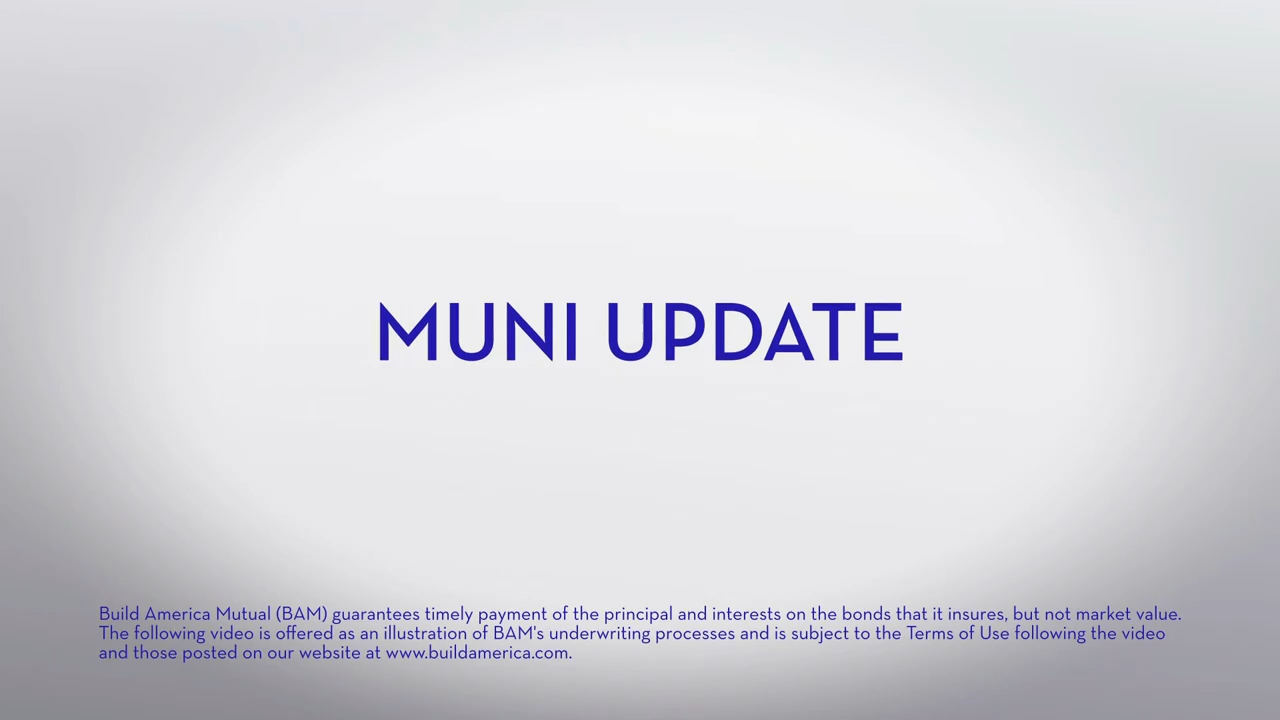 MUNI UPDATE
Build America Mutual (BAM) guarantees timely payment of the principal and interests on the bonds that it insures, but not market value.
The following video is offered as an illustration of BAM's underwriting processes and is subject to the Terms of Use following the video
and those posted on our website at www.buildamerica.com.